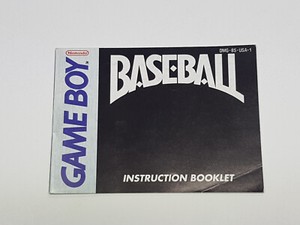 Nintendo
GAME BOY
DMG-BS-USA-1
BASEBALL
INSTRUCTION BOOKLET